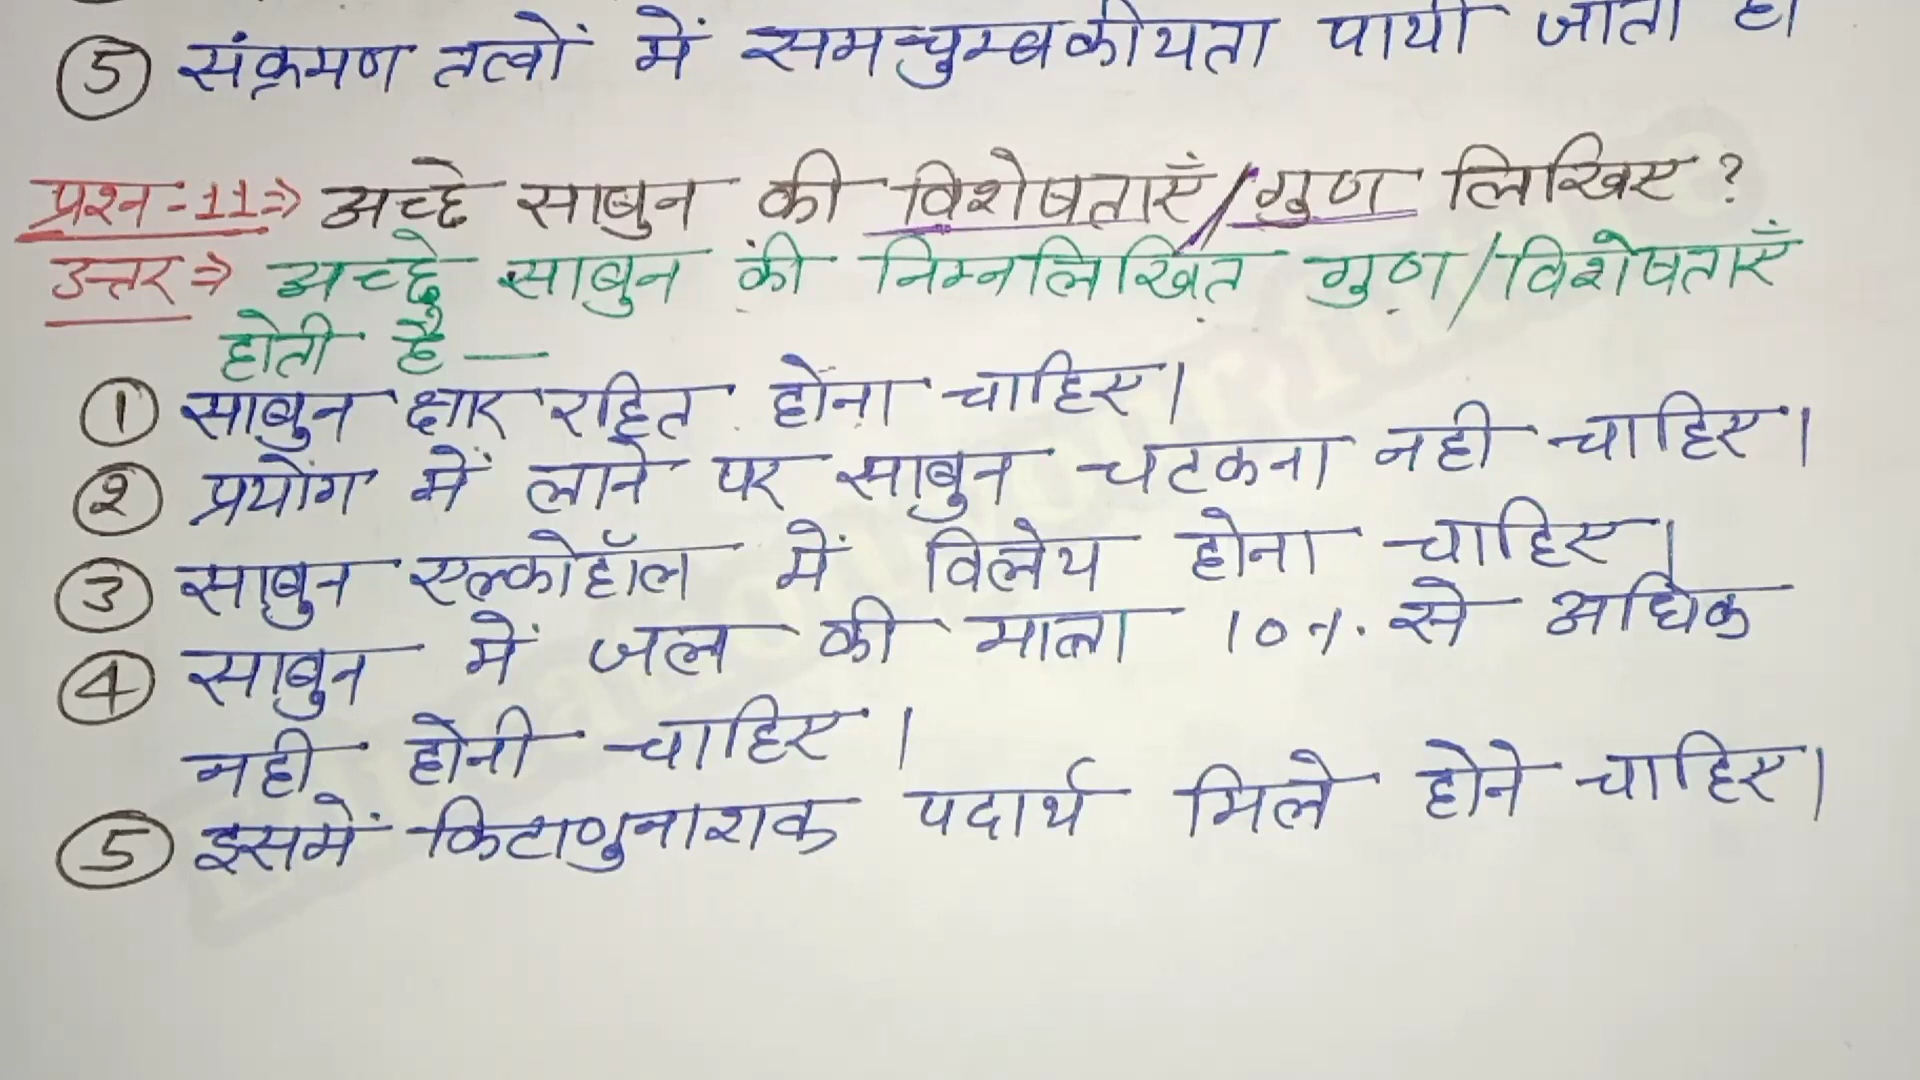 ⑤ संक्रमण तत्वों में समचुम्बकीयता पायी जाती है।
प्रश्न-11⇒ अच्छे साबुन की विशेषताएँ/गुण लिखिए?
उत्तर⇒ अच्छे साबुन की निम्नलिखित गुण/विशेषताएँ
होती है—
① साबुन क्षार रहित होना चाहिए।
② प्रयोग में लाने पर साबुन चटकना नही चाहिए।
③ साबुन एल्कोहॉल में विलेय होना चाहिए।
④ साबुन में जल की मात्रा 10% से अधिक
नही होनी चाहिए।
⑤ इसमें किटाणुनाशक पदार्थ मिले होने चाहिए।